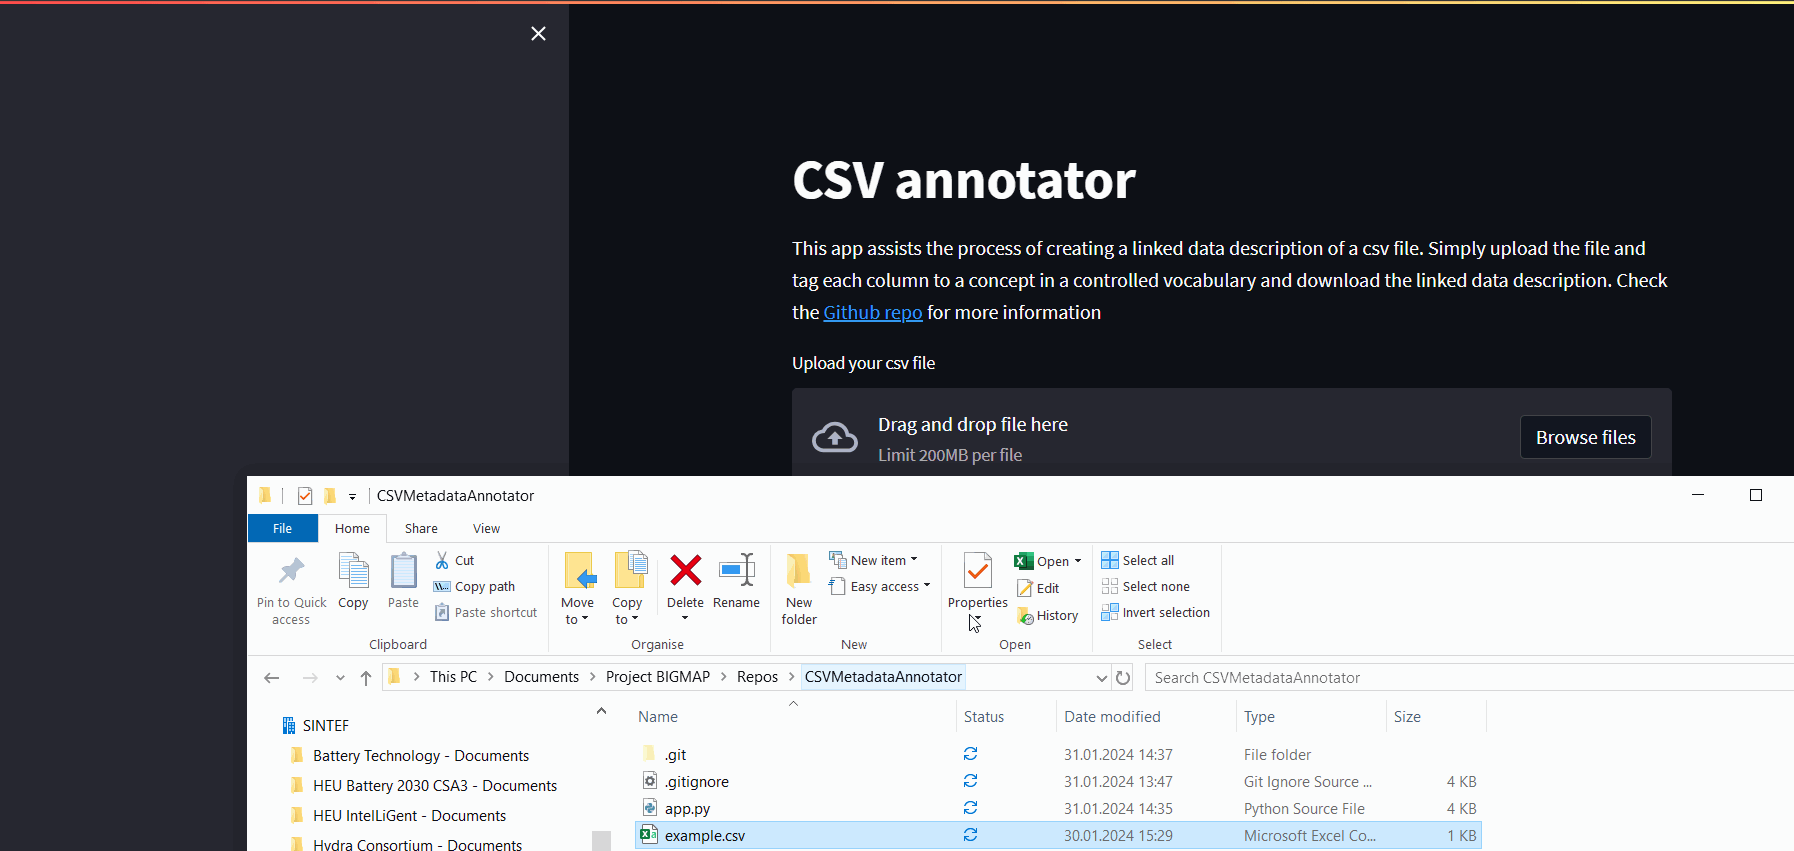 CSV annotator
This app assists the process of creating a linked data description of a csv file. Simply upload the file and
tag each column to a concept in a controlled vocabulary and download the linked data description. Check
the Github repo for more information
Upload your csv file
Drag and drop file here
Limit 200MB per file
Browse files
CSVMetadataAnnotator
File Home Share View
Pin to Quick access
Copy
Paste
Cut
Copy path
Paste shortcut
Clipboard
Move to
Copy to
Delete
Rename
Organise
New folder
New item
Easy access
New
Properties
Open
Edit
History
Open
Select all
Select none
Invert selection
Select
This PC > Documents > Project BIGMAP > Repos > CSVMetadataAnnotator
Search CSVMetadataAnnotator
SINTEF
Battery Technology - Documents
HEU Battery 2030 CSA3 - Documents
HEU IntelLiGent - Documents
Hydra Consortium - Documents
Name Status Date modified Type Size
.git 31.01.2024 14:37 File folder
.gitignore 31.01.2024 13:47 Git Ignore Source ... 4 KB
app.py 31.01.2024 14:35 Python Source File 4 KB
example.csv 30.01.2024 15:29 Microsoft Excel Co... 1 KB